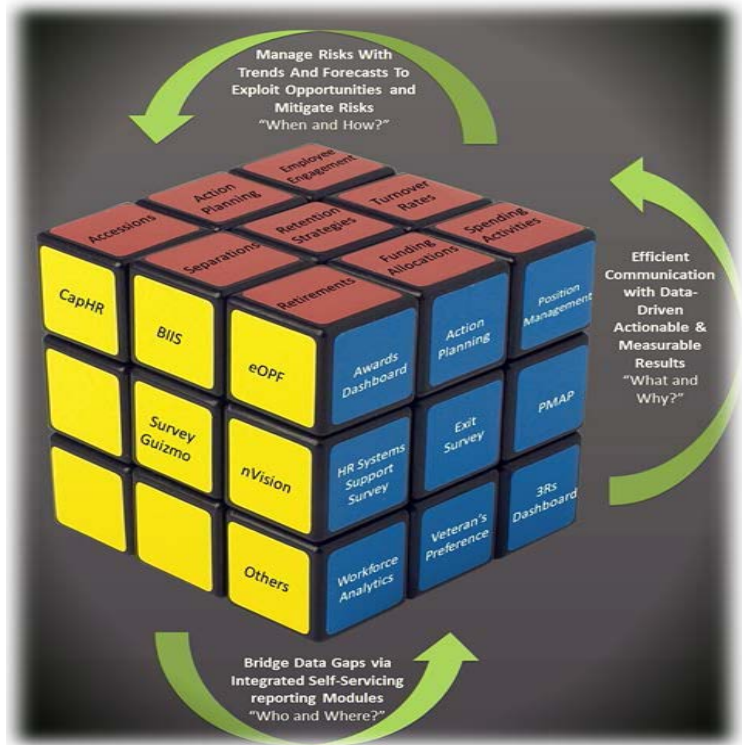 Manage Risks With
Trends And Forecasts To
Exploit Opportunities and
Mitigate Risks
“When and How?”
Employee
Engagement
Action
Planning
Turnover
Rates
Accessions
Retention
Strategies
Spending
Activities
Separations
Funding
Allocations
Retirements
CapHR
BIIS
eOPF
Survey
Guizmo
nVision
Others
Awards
Dashboard
Action
Planning
Position
Management
HR Systems
Support
Survey
Exit
Survey
PMAP
Workforce
Analytics
Veteran's
Preference
3Rs
Dashboard
Efficient
Communication
with Data-
Driven
Actionable &
Measurable
Results
“What and
Why?”
Bridge Data Gaps via
Integrated Self-Servicing
reporting Modules
“Who and Where?”